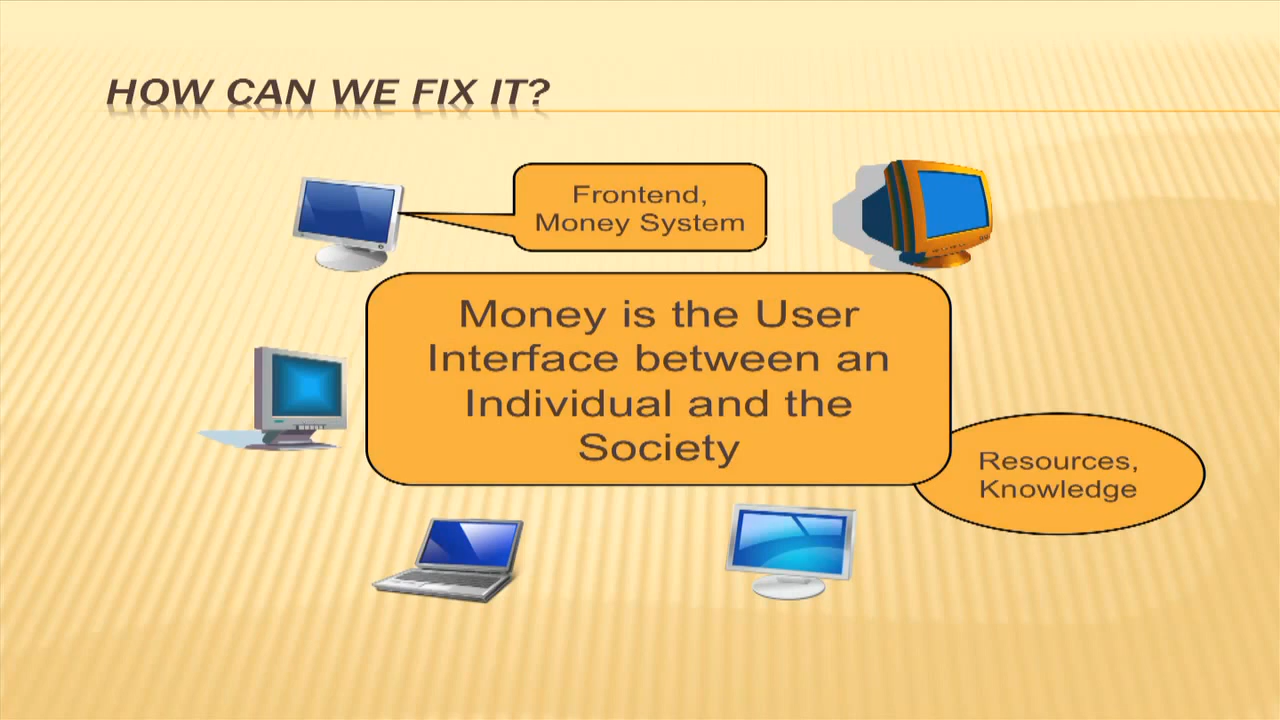 HOW CAN WE FIX IT?
Frontend,
Money System
Money is the User
Interface between an
Individual and the
Society
Resources,
Knowledge